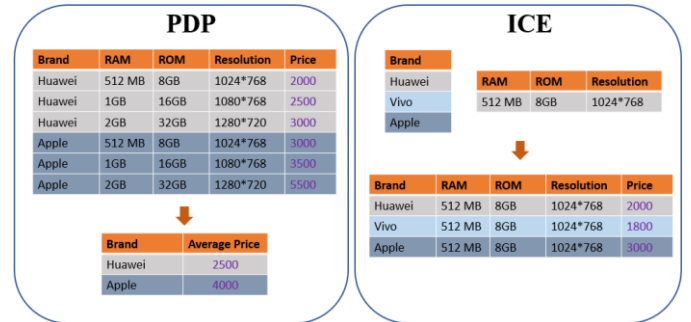 PDP
Brand RAM ROM Resolution Price
Huawei 512 MB 8GB 1024*768 2000
Huawei 1GB 16GB 1080*768 2500
Huawei 2GB 32GB 1280*720 3000
Apple 512 MB 8GB 1024*768 3000
Apple 1GB 16GB 1080*768 3500
Apple 2GB 32GB 1280*720 5500
Brand Average Price
Huawei 2500
Apple 4000
ICE
Brand
Huawei
Vivo
Apple
RAM ROM Resolution
512 MB 8GB 1024*768
Brand RAM ROM Resolution Price
Huawei 512 MB 8GB 1024*768 2000
Vivo 512 MB 8GB 1024*768 1800
Apple 512 MB 8GB 1024*768 3000